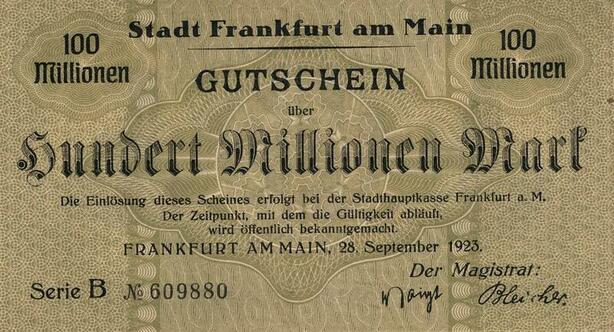 Stadt Frankfurt am Main
100 Millionen
100 Millionen
GUTSCHEIN
über
Hundert Millionen Mark
Die Einlösung dieses Scheines erfolgt bei der Stadthauptkasse Frankfurt a. M.
Der Zeitpunkt, mit dem die Gültigkeit abläuft,
wird öffentlich bekanntgemacht.
FRANKFURT AM MAIN, 28. September 1923.
Der Magistrat:
Serie B № 609880
Voigt Bleicher